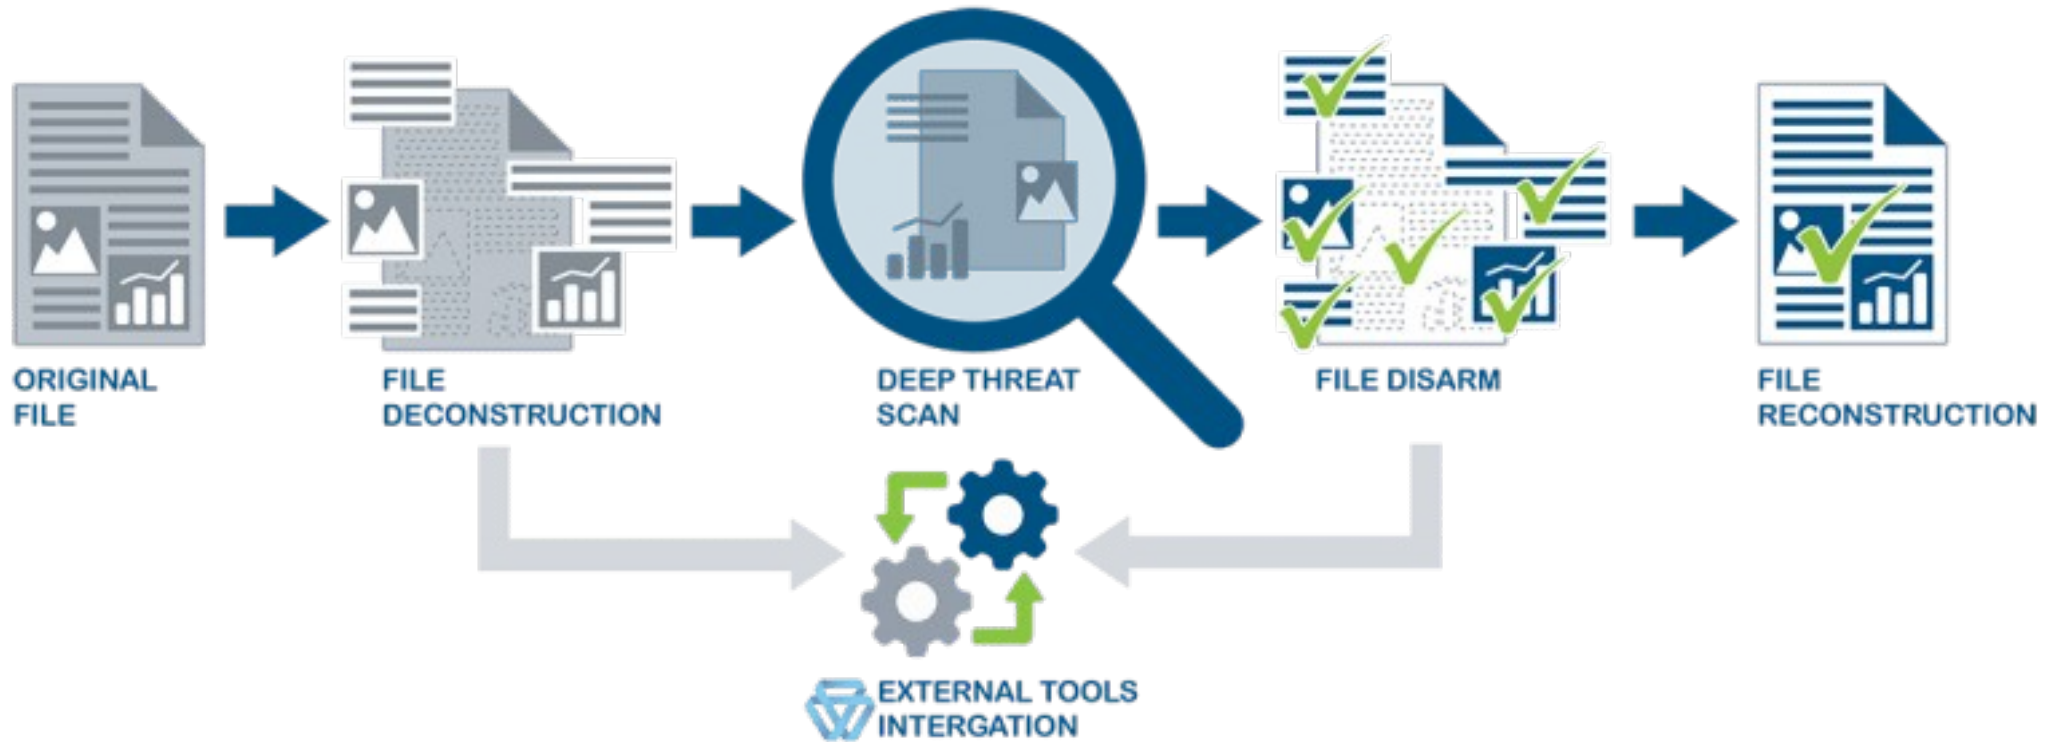 ORIGINAL
FILE
FILE
DECONSTRUCTION
DEEP THREAT
SCAN
FILE DISARM
FILE
RECONSTRUCTION
EXTERNAL TOOLS
INTERGATION